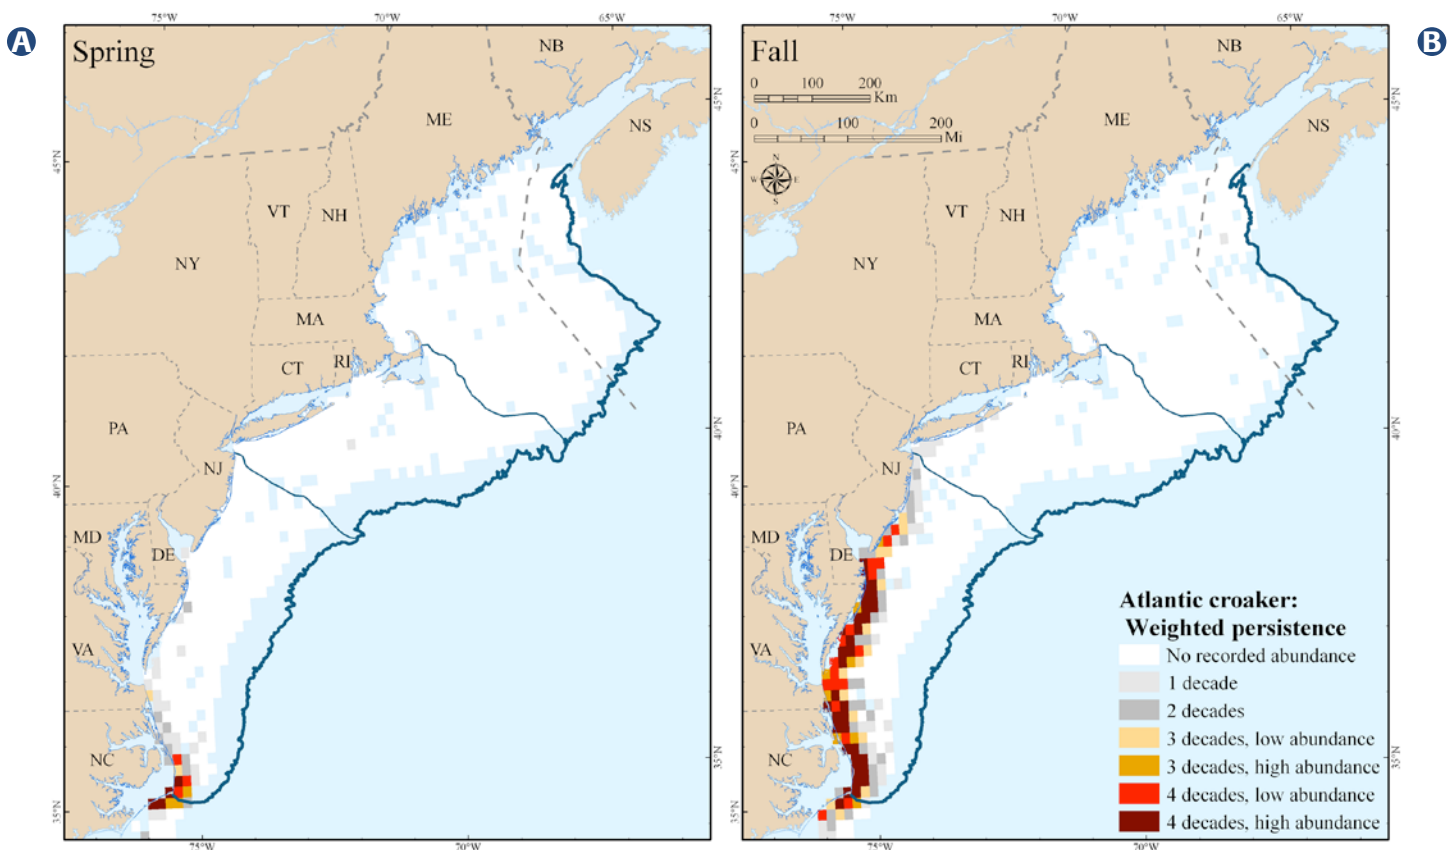 A
75°W
70°W
65°W
Spring
NB
45°N
ME
NS
45°N
VT
NH
NY
MA
CT
RI
PA
40°N
NJ
40°N
MD
DE
VA
NC
35°N
35°N
75°W
70°W
B
75°W
70°W
65°W
Fall
NB
0 100 200
Km
0 100 200
Mi
N
W E
S
45°N
ME
NS
45°N
VT
NH
NY
MA
CT
RI
PA
40°N
NJ
40°N
MD
DE
VA
NC
35°N
35°N
75°W
70°W
Atlantic croaker:
Weighted persistence
No recorded abundance
1 decade
2 decades
3 decades, low abundance
3 decades, high abundance
4 decades, low abundance
4 decades, high abundance